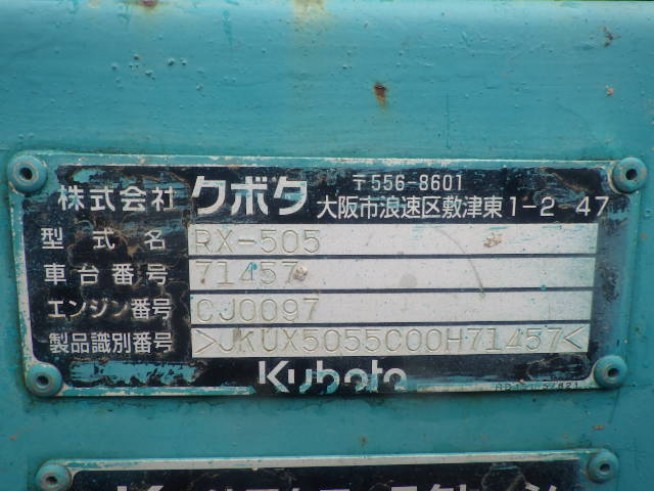 株式会社 クボタ 〒556-8601
大阪市浪速区敷津東1-2 47
型式名 RX-505
車台番号 71457
エンジン番号 CJ0097
製品識別番号 >JKUX5055C00H71457<
Kubota